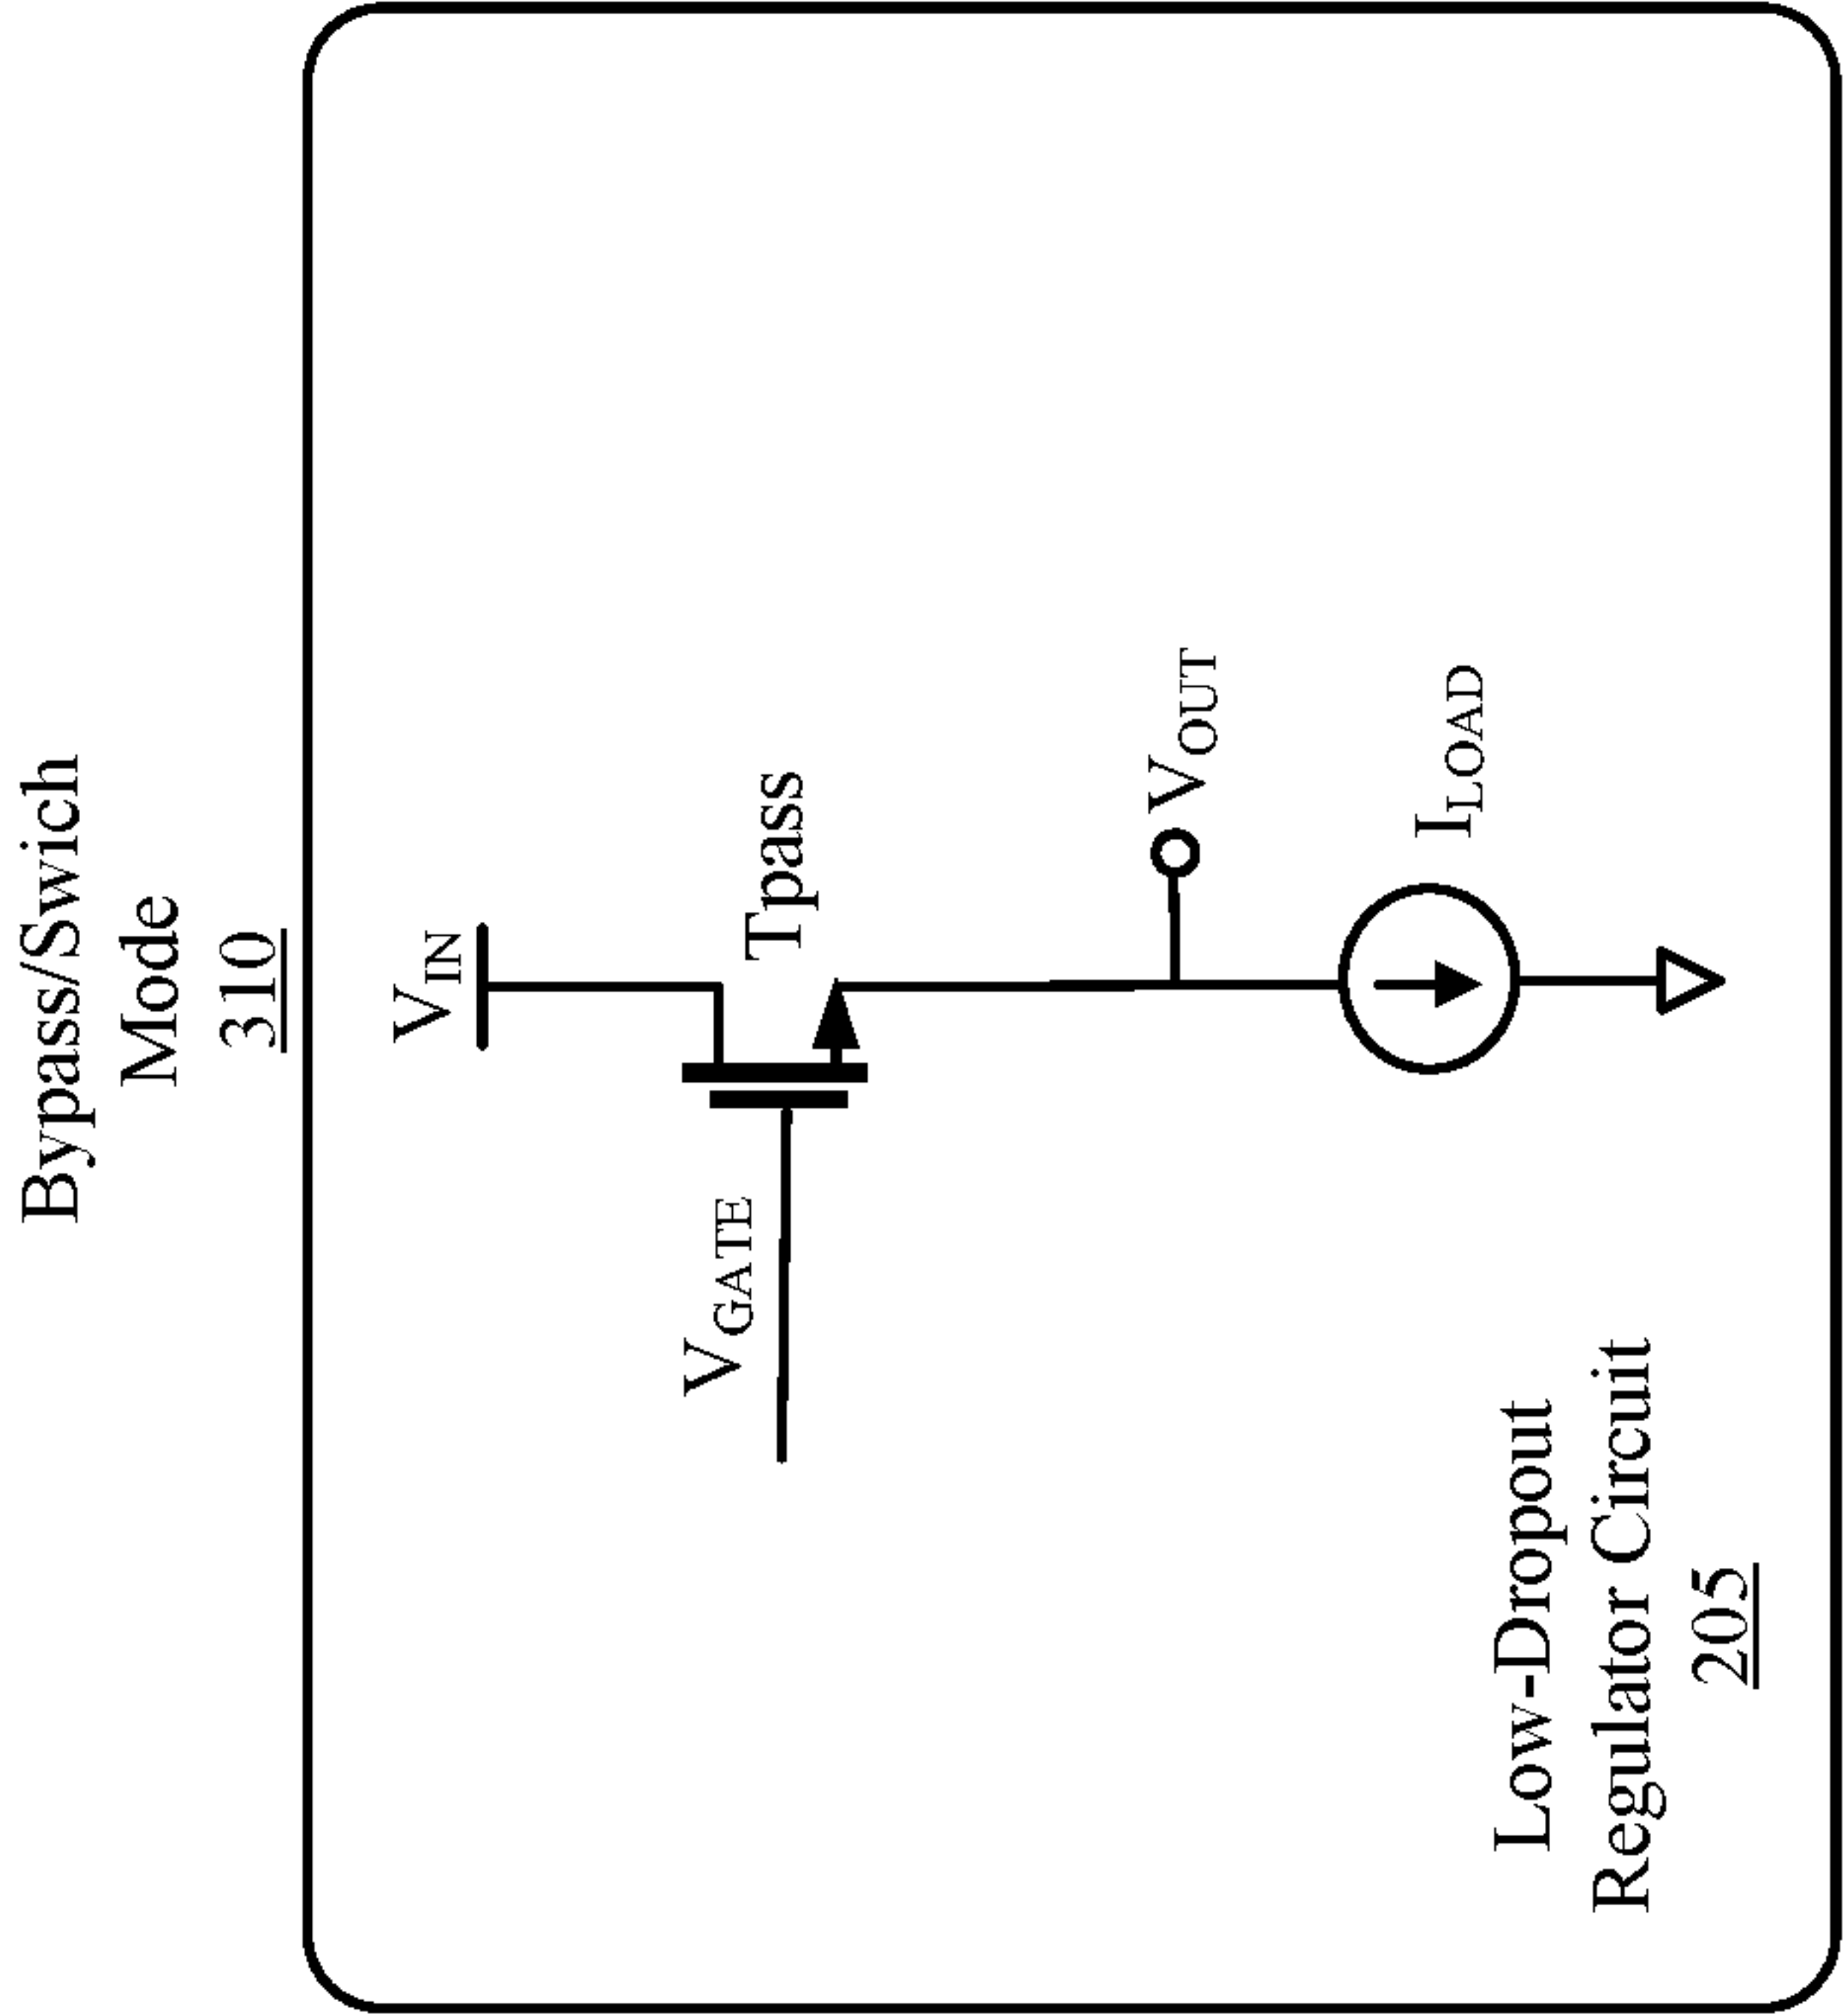 Bypass/Swich
Mode
310
VIN
VGATE
Tpass
VOUT
ILOAD
Low-Dropout
Regulator Circuit
205